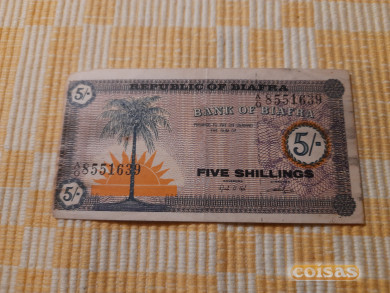 REPUBLIC OF BIAFRA
5/-
A/D 8551639
BANK OF BIAFRA
5/-
A/D 8551639
FIVE SHILLINGS
5/-
coisas